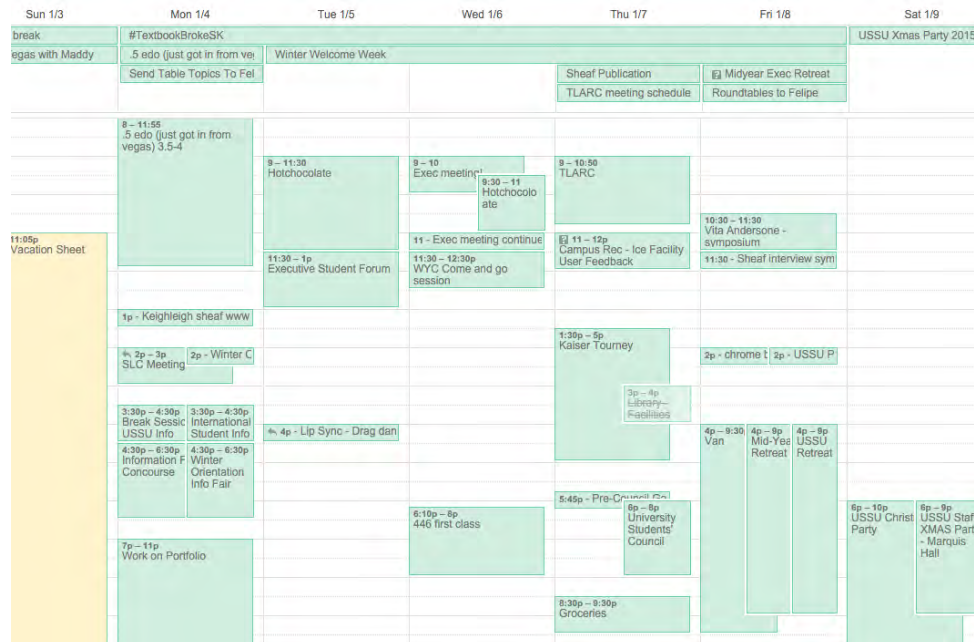 Sun 1/3
Mon 1/4
Tue 1/5
Wed 1/6
Thu 1/7
Fri 1/8
Sat 1/9
break
#TextbookBrokeSK
USSU Xmas Party 2015
egas with Maddy
.5 edo (just got in from veg
Winter Welcome Week
Send Table Topics To Fel
Sheaf Publication
Midyear Exec Retreat
TLARC meeting schedule
Roundtables to Felipe
11:05p
Vacation Sheet
8 – 11:55
.5 edo (just got in from
vegas) 3.5-4
1p - Keighleigh sheaf www
2p – 3p
SLC Meeting
2p - Winter C
3:30p – 4:30p
Break Sessic
USSU Info
3:30p – 4:30p
International
Student Info
4:30p – 6:30p
Information F
Concourse
4:30p – 6:30p
Winter
Orientation
Info Fair
7p – 11p
Work on Portfolio
9 – 11:30
Hotchocolate
11:30 – 1p
Executive Student Forum
4p - Lip Sync - Drag dan
9 – 10
Exec meeting!
9:30 – 11
Hotchocolo
ate
11 - Exec meeting continue
11:30 – 12:30p
WYC Come and go
session
6:10p – 8p
446 first class
9 – 10:50
TLARC
11 – 12p
Campus Rec - Ice Facility
User Feedback
1:30p – 5p
Kaiser Tourney
3p – 4p
Library -
Facilities
5:45p - Pre-Council Go
6p – 8p
University
Students'
Council
8:30p – 9:30p
Groceries
10:30 – 11:30
Vita Andersone -
symposium
11:30 - Sheaf interview sym
2p - chrome t
2p - USSU P
4p – 9:30p
Van
4p – 9p
Mid-Yea
Retreat
4p – 9p
USSU
Retreat
6p – 10p
USSU Christ
Party
6p – 9p
USSU Staf
XMAS Part
- Marquis
Hall